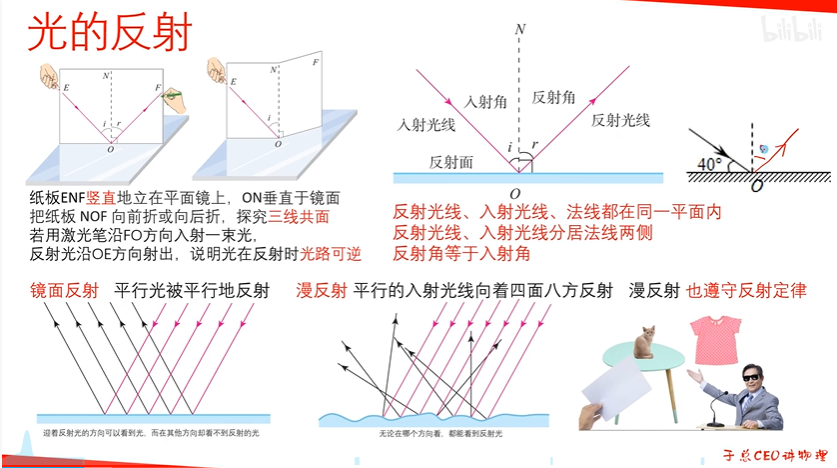 光的反射
bilibili
E
N
F
i
r
O
E
N
F
i
O
N
入射角
反射角
入射光线
反射光线
i
r
反射面
O
40°
O
纸板ENF竖直地立在平面镜上，ON垂直于镜面
把纸板 NOF 向前折或向后折，探究三线共面
若用激光笔沿FO方向入射一束光，
反射光沿OE方向射出，说明光在反射时光路可逆
反射光线、入射光线、法线都在同一平面内
反射光线、入射光线分居法线两侧
反射角等于入射角
镜面反射 平行光被平行地反射
漫反射 平行的入射光线向着四面八方反射 漫反射 也遵守反射定律
迎着反射光的方向可以看到光，而在其他方向却看不到反射的光
无论在哪个方向看，都能看到反射光
于总CEO讲物理